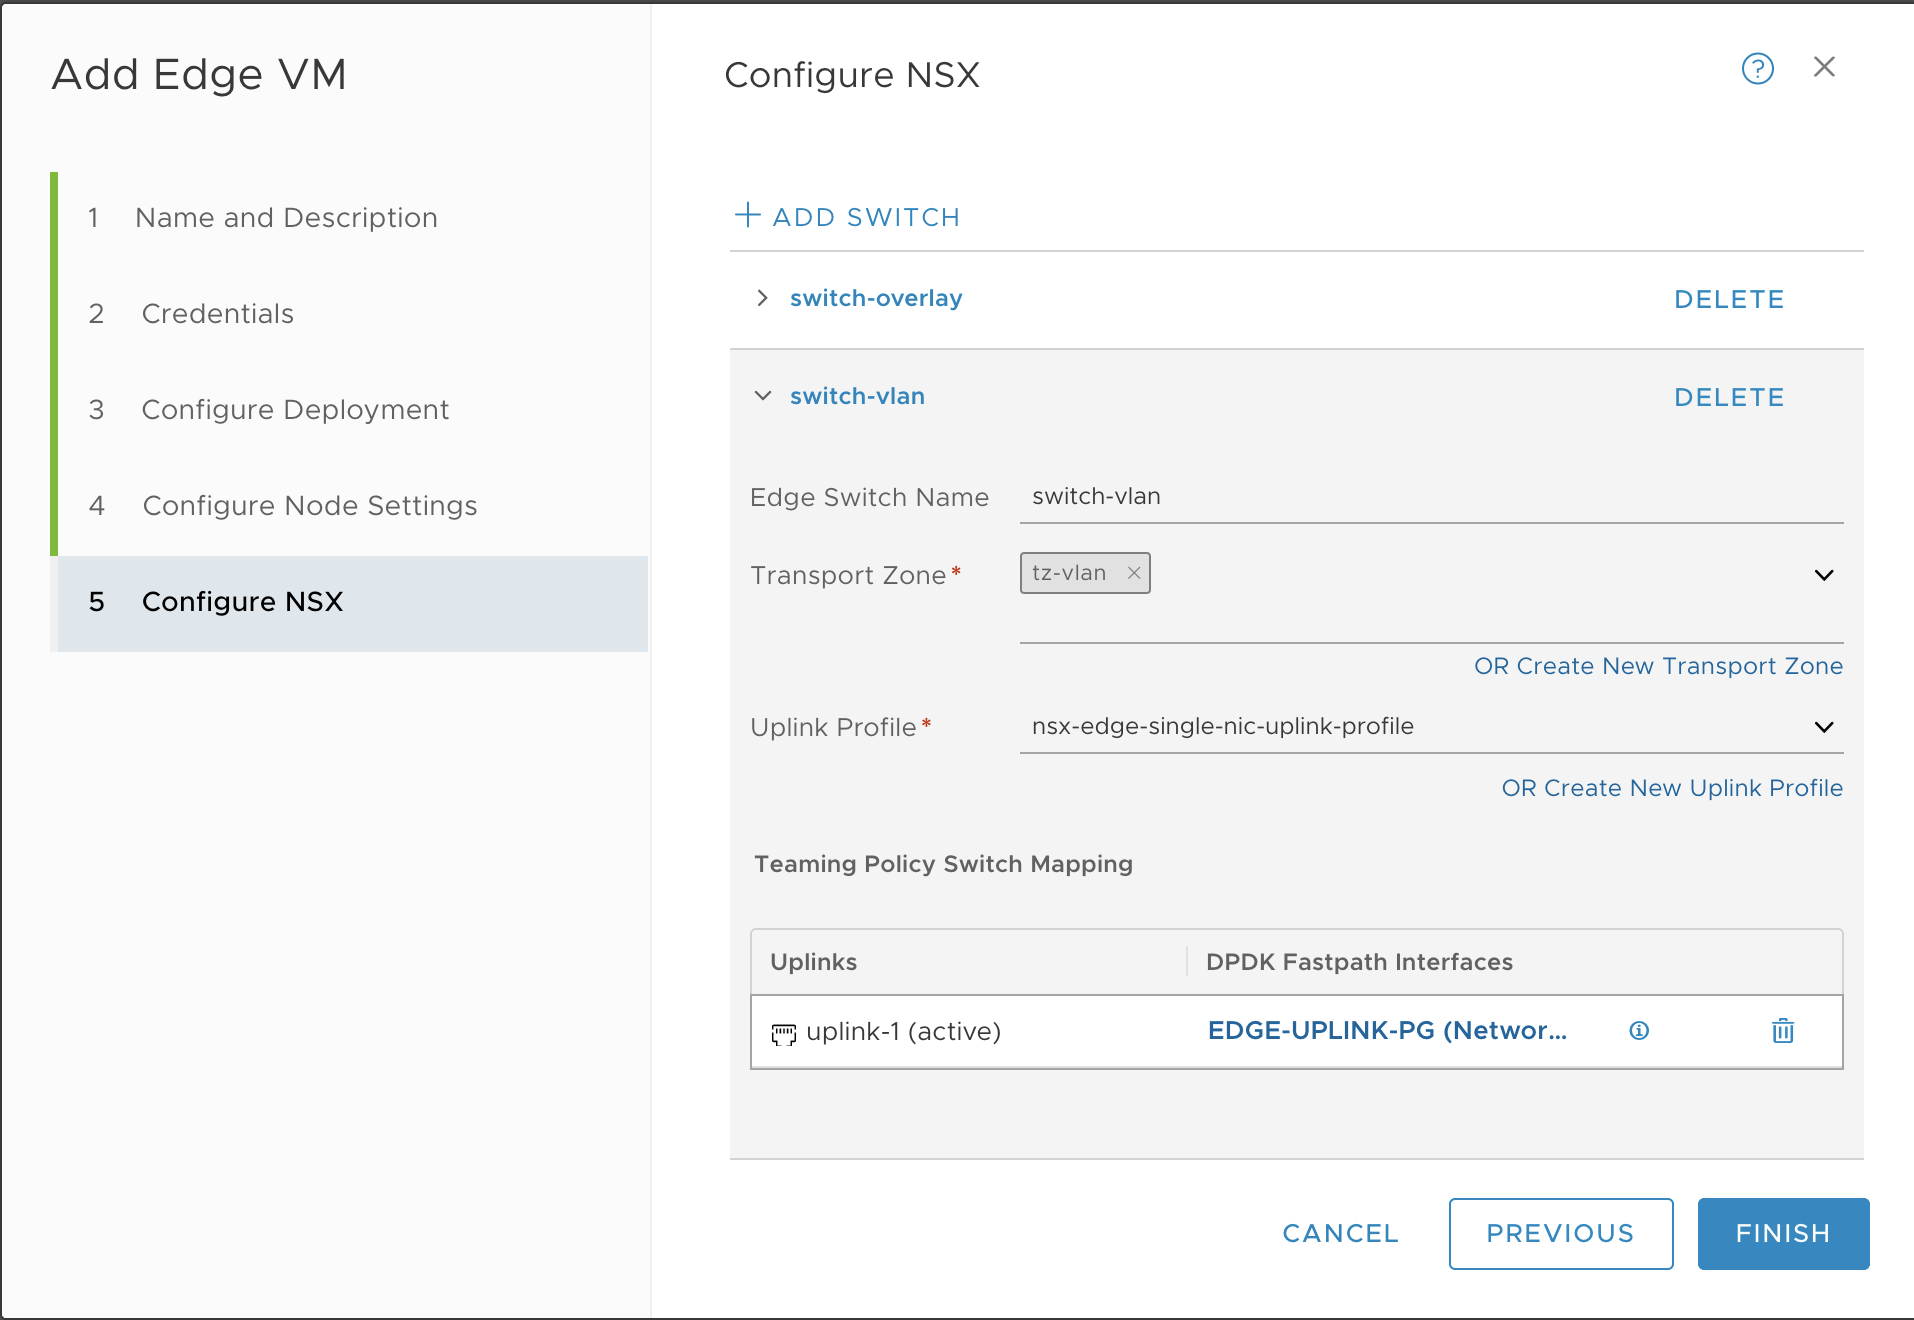 Add Edge VM
1 Name and Description
2 Credentials
3 Configure Deployment
4 Configure Node Settings
5 Configure NSX
Configure NSX
ADD SWITCH
switch-overlay DELETE
switch-vlan DELETE
Edge Switch Name switch-vlan
Transport Zone* tz-vlan
OR Create New Transport Zone
Uplink Profile* nsx-edge-single-nic-uplink-profile
OR Create New Uplink Profile
Teaming Policy Switch Mapping
Uplinks DPDK Fastpath Interfaces
uplink-1 (active) EDGE-UPLINK-PG (Networ...
CANCEL PREVIOUS FINISH